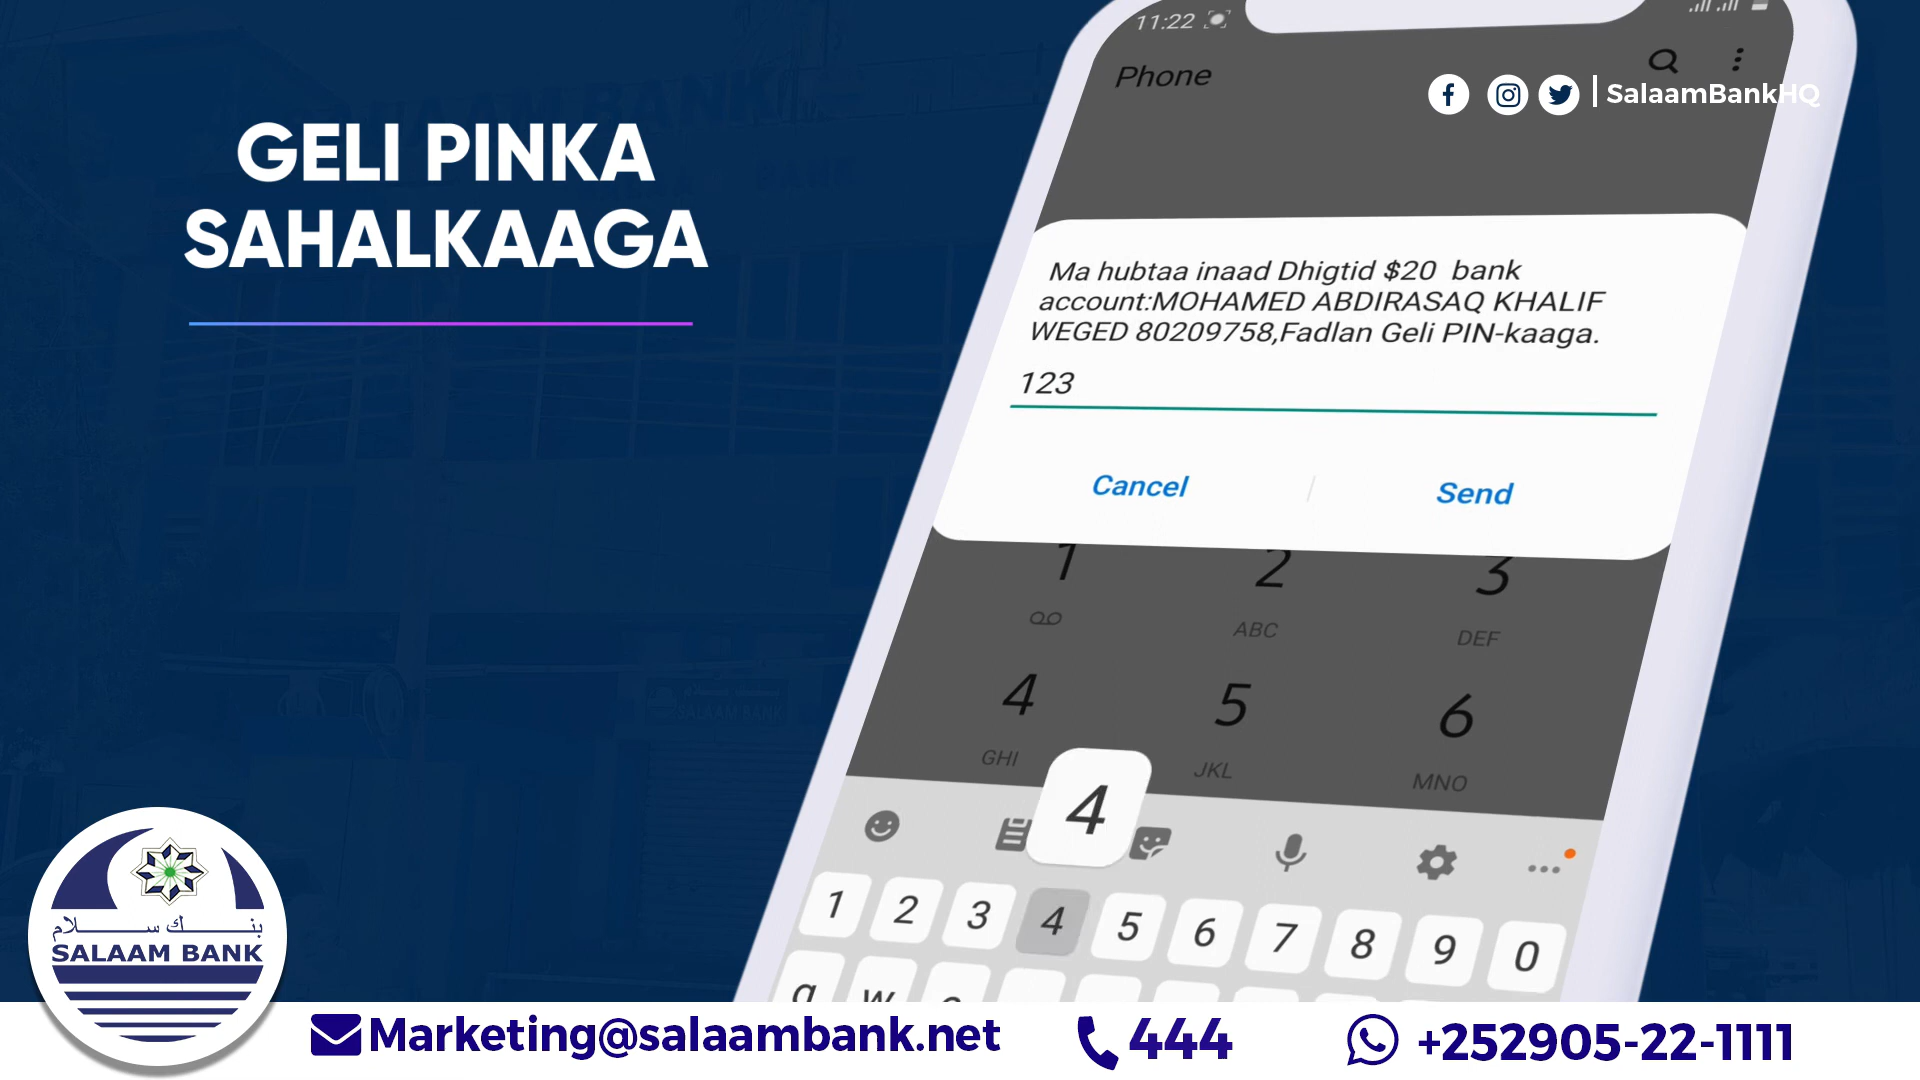 GELI PINKA
SAHALKAAGA
11:22
Phone
SalaamBankHQ
Ma hubtaa inaad Dhigtid $20 bank
account:MOHAMED ABDIRASAQ KHALIF
WEGED 80209758,Fadlan Geli PIN-kaaga.
123
Cancel Send
1 2 3
ABC DEF
4 5 6
GHI JKL MNO
4
1 2 3 4 5 6 7 8 9 0
q w e
بنك سلام
SALAAM BANK
Marketing@salaambank.net 444 +252905-22-1111